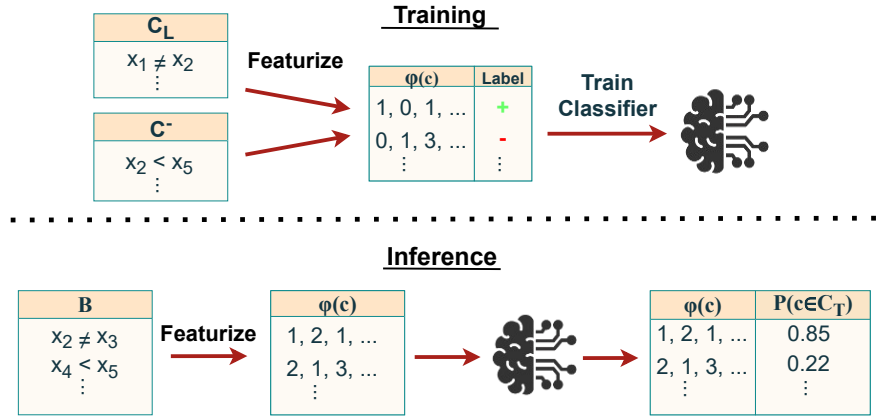 Training
C_L
x₁ ≠ x₂
⋮
C⁻
x₂ < x₅
⋮
Featurize
φ(c) Label
1, 0, 1, ... +
0, 1, 3, ... -
⋮ ⋮
Train
Classifier
Inference
B
x₂ ≠ x₃
x₄ < x₅
⋮
Featurize
φ(c)
1, 2, 1, ...
2, 1, 3, ...
⋮
φ(c) P(c∈C_T)
1, 2, 1, ... 0.85
2, 1, 3, ... 0.22
⋮ ⋮